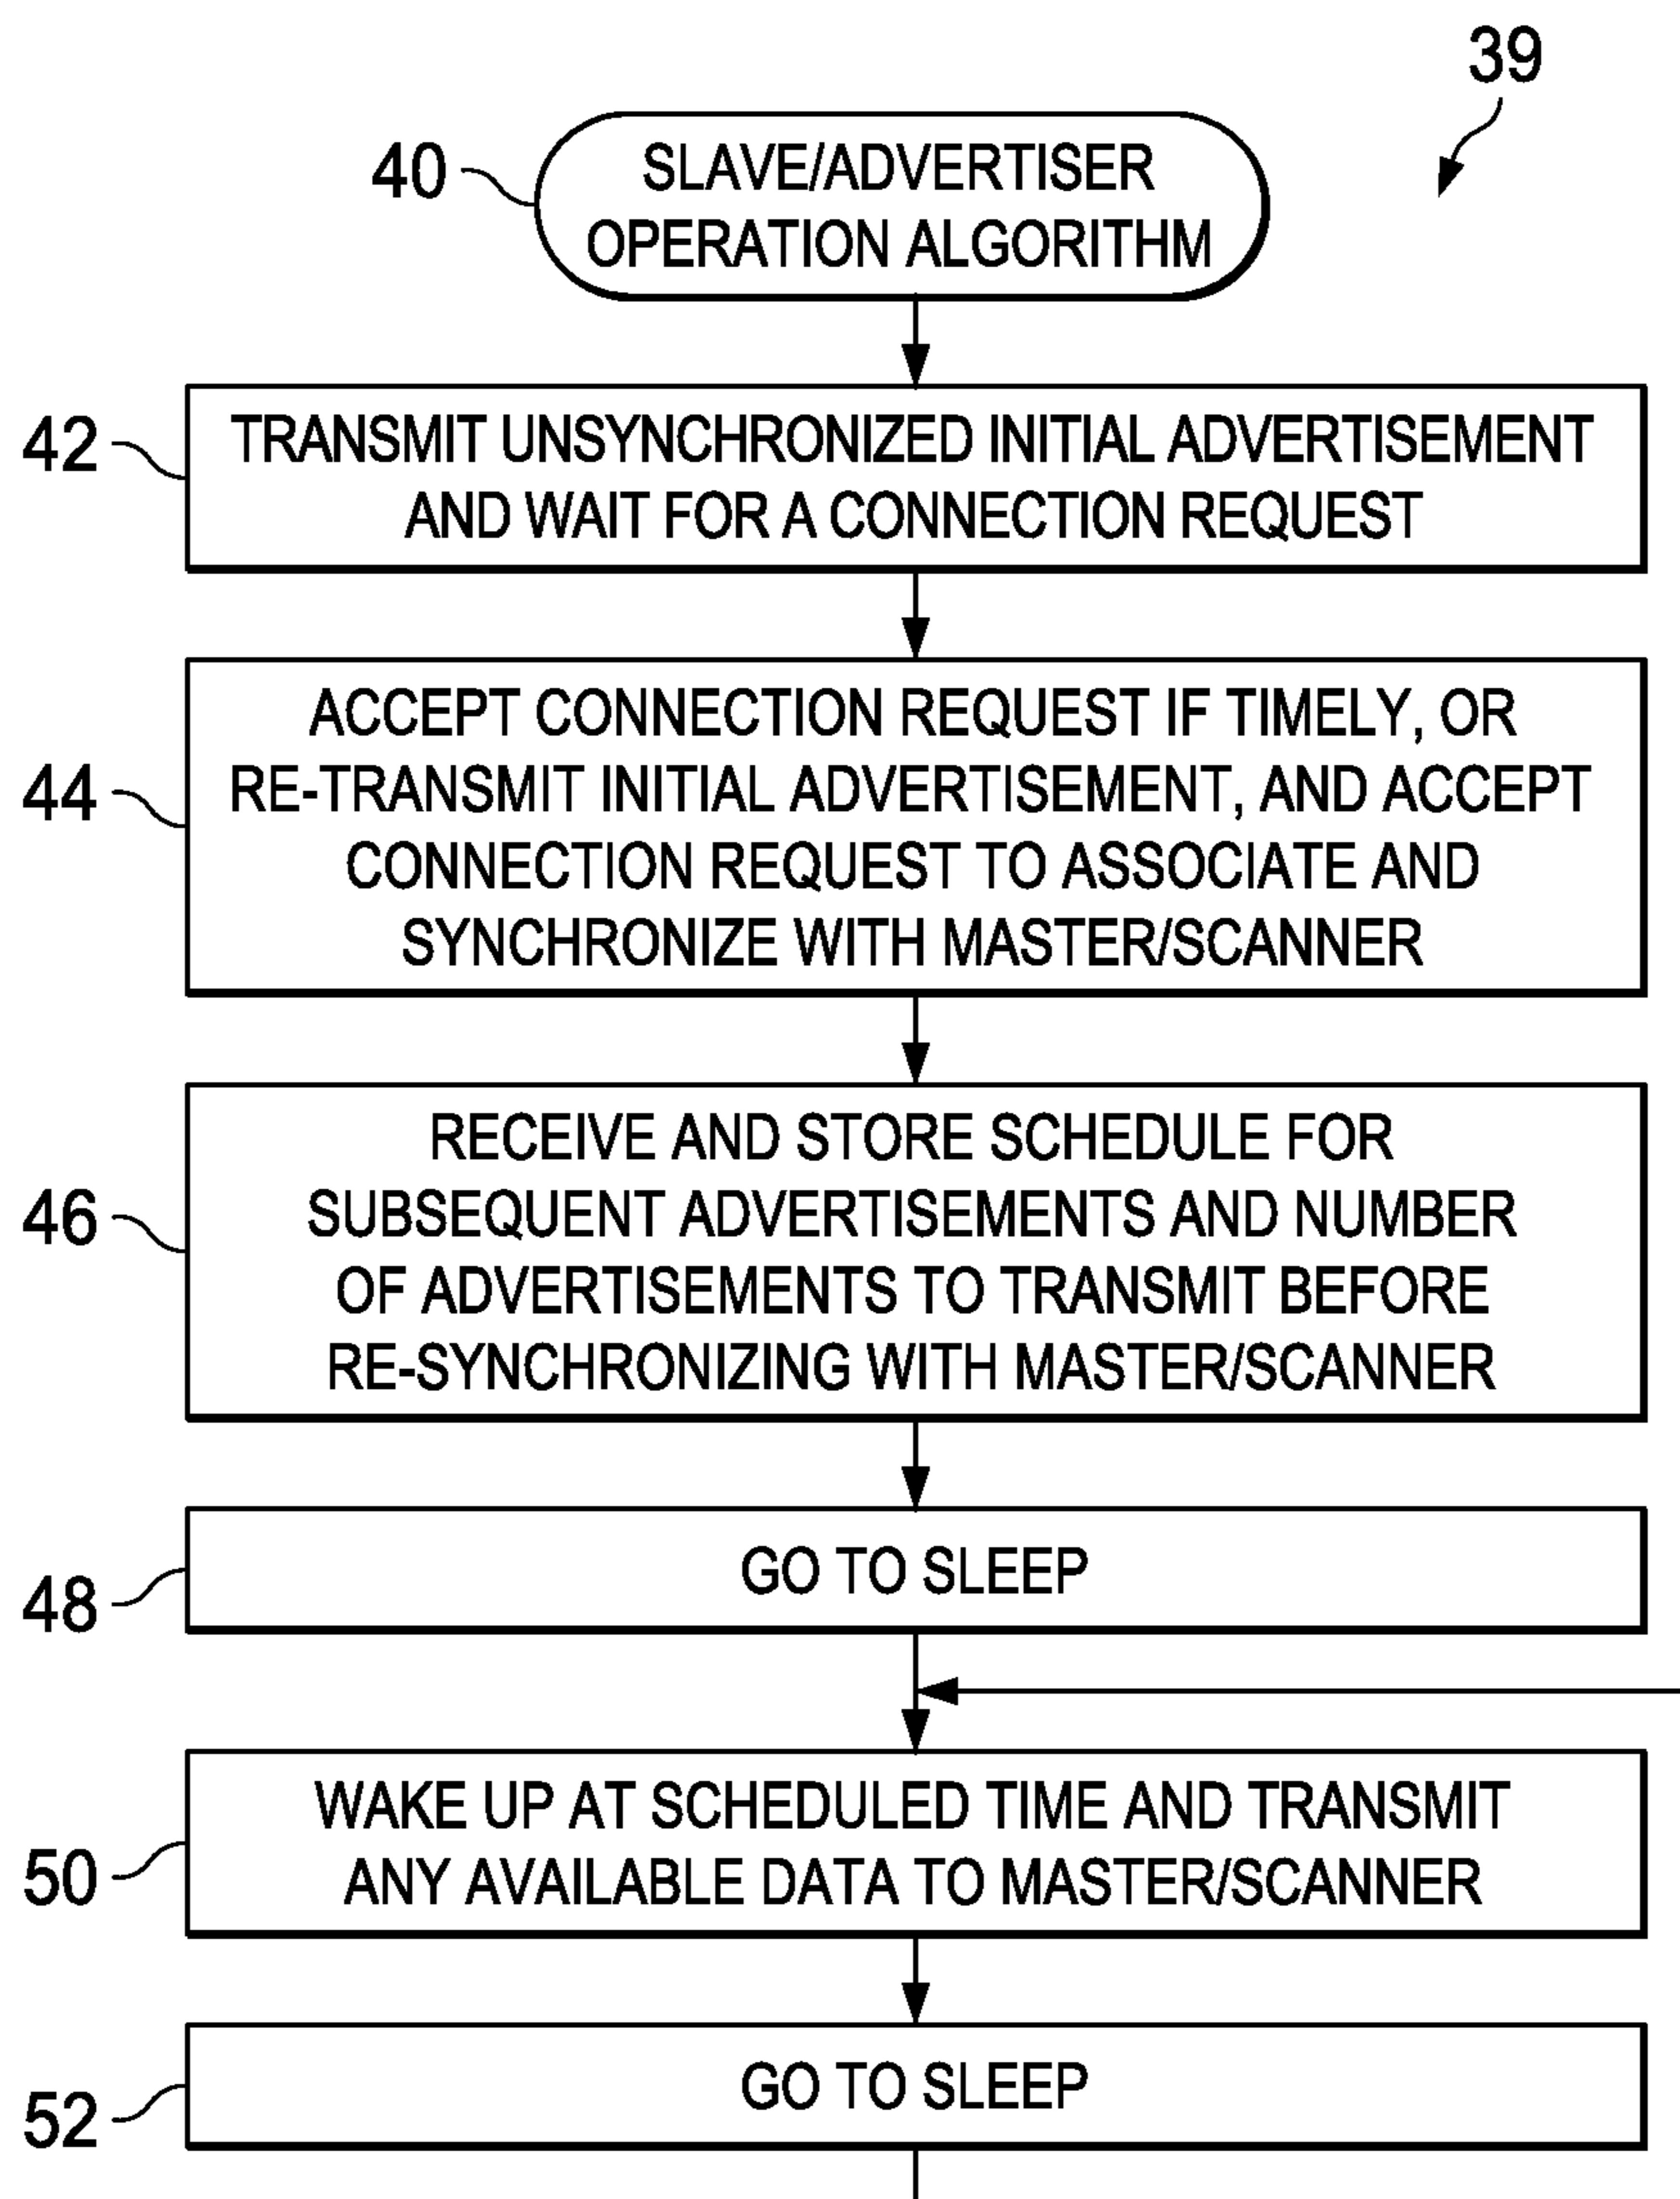 39
40
SLAVE/ADVERTISER
OPERATION ALGORITHM
42
TRANSMIT UNSYNCHRONIZED INITIAL ADVERTISEMENT
AND WAIT FOR A CONNECTION REQUEST
44
ACCEPT CONNECTION REQUEST IF TIMELY, OR
RE-TRANSMIT INITIAL ADVERTISEMENT, AND ACCEPT
CONNECTION REQUEST TO ASSOCIATE AND
SYNCHRONIZE WITH MASTER/SCANNER
46
RECEIVE AND STORE SCHEDULE FOR
SUBSEQUENT ADVERTISEMENTS AND NUMBER
OF ADVERTISEMENTS TO TRANSMIT BEFORE
RE-SYNCHRONIZING WITH MASTER/SCANNER
48
GO TO SLEEP
50
WAKE UP AT SCHEDULED TIME AND TRANSMIT
ANY AVAILABLE DATA TO MASTER/SCANNER
52
GO TO SLEEP